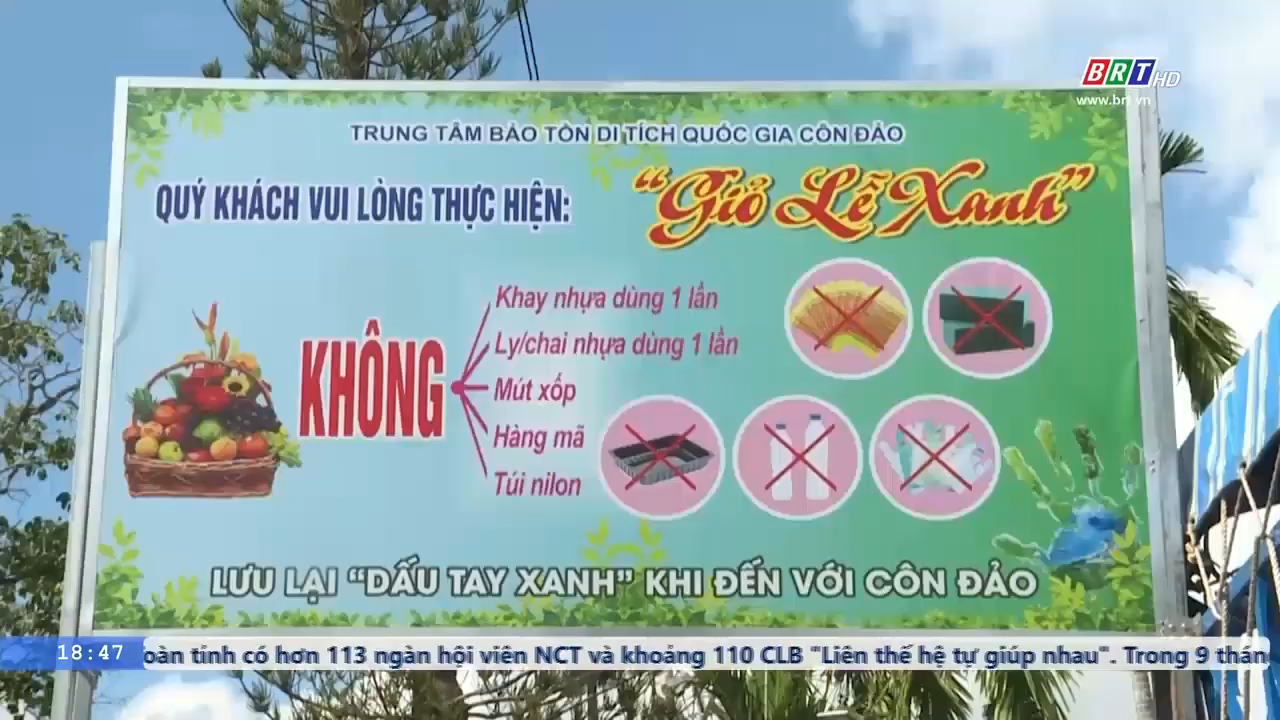 BRT HD
www.brt.vn
TRUNG TÂM BẢO TỒN DI TÍCH QUỐC GIA CÔN ĐẢO
QUÝ KHÁCH VUI LÒNG THỰC HIỆN:
“Giỏ Lễ Xanh”
KHÔNG
Khay nhựa dùng 1 lần
Ly/chai nhựa dùng 1 lần
Mút xốp
Hàng mã
Túi nilon
LƯU LẠI “DẤU TAY XANH” KHI ĐẾN VỚI CÔN ĐẢO
18:47
oàn tỉnh có hơn 113 ngàn hội viên NCT và khoảng 110 CLB "Liên thế hệ tự giúp nhau". Trong 9 thán